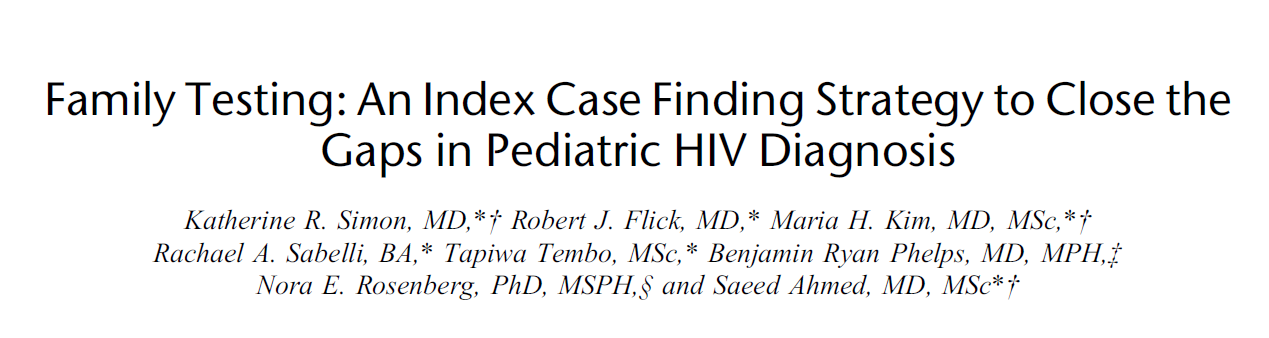 Family Testing: An Index Case Finding Strategy to Close the
Gaps in Pediatric HIV Diagnosis
Katherine R. Simon, MD,*† Robert J. Flick, MD,* Maria H. Kim, MD, MSc,*†
Rachael A. Sabelli, BA,* Tapiwa Tembo, MSc,* Benjamin Ryan Phelps, MD, MPH,‡
Nora E. Rosenberg, PhD, MSPH,§ and Saeed Ahmed, MD, MSc*†